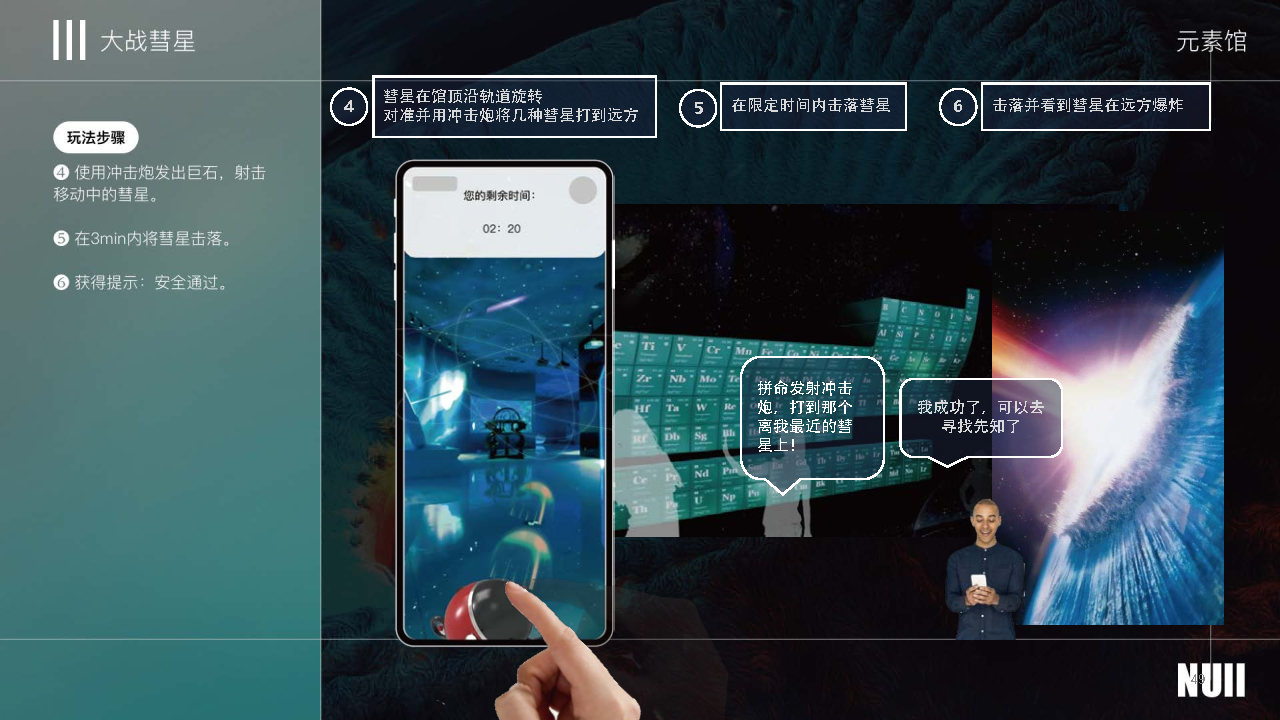 大战彗星
元素馆
玩法步骤
❹ 使用冲击炮发出巨石，射击
移动中的彗星。
❺ 在3min内将彗星击落。
❻ 获得提示：安全通过。
4
彗星在馆顶沿轨道旋转
对准并用冲击炮将几种彗星打到远方
5
在限定时间内击落彗星
6
击落并看到彗星在远方爆炸
您的剩余时间：
02：20
Ti V Cr Mn
Zr Nb Mo
Hf Ta W Re
Rf Db Sg Bh
Ce Pr Nd
Th Pa U Np Pu
拼命发射冲击
炮，打到那个
离我最近的彗
星上！
我成功了，可以去
寻找先知了
NUII
49